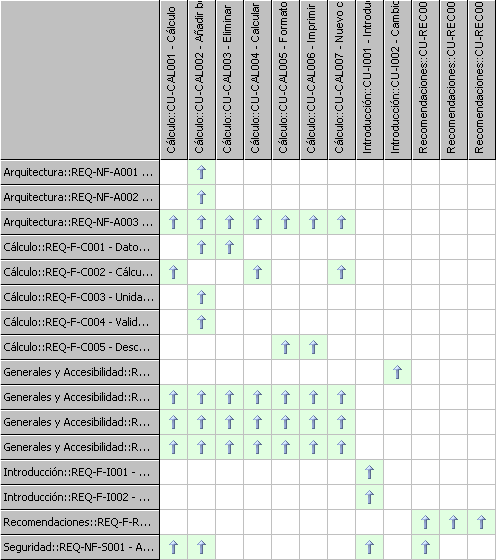 Cálculo::CU-CAL001 - Cálculo
Cálculo::CU-CAL002 - Añadir b
Cálculo::CU-CAL003 - Eliminar
Cálculo::CU-CAL004 - Calcular
Cálculo::CU-CAL005 - Formato
Cálculo::CU-CAL006 - Imprimir
Cálculo::CU-CAL007 - Nuevo c
Introducción::CU-I001 - Introdu
Introducción::CU-I002 - Cambio
Recomendaciones::CU-REC00
Recomendaciones::CU-REC00
Recomendaciones::CU-REC00
Arquitectura::REQ-NF-A001 ...
Arquitectura::REQ-NF-A002 ...
Arquitectura::REQ-NF-A003 ...
Cálculo::REQ-F-C001 - Dato...
Cálculo::REQ-F-C002 - Cálcu...
Cálculo::REQ-F-C003 - Unida...
Cálculo::REQ-F-C004 - Valid...
Cálculo::REQ-F-C005 - Desc...
Generales y Accesibilidad::R...
Generales y Accesibilidad::R...
Generales y Accesibilidad::R...
Generales y Accesibilidad::R...
Introducción::REQ-F-I001 - ...
Introducción::REQ-F-I002 - ...
Recomendaciones::REQ-F-R...
Seguridad::REQ-NF-S001 - A...